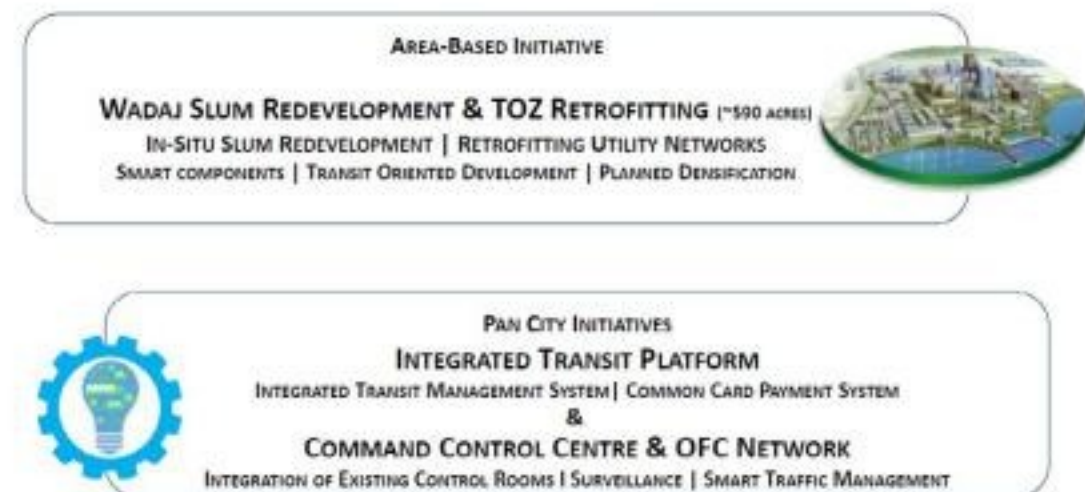 AREA-BASED INITIATIVE
WADAJ SLUM REDEVELOPMENT & TOZ RETROFITTING (~590 ACRES)
IN-SITU SLUM REDEVELOPMENT | RETROFITTING UTILITY NETWORKS
SMART COMPONENTS | TRANSIT ORIENTED DEVELOPMENT | PLANNED DENSIFICATION
PAN CITY INITIATIVES
INTEGRATED TRANSIT PLATFORM
INTEGRATED TRANSIT MANAGEMENT SYSTEM| COMMON CARD PAYMENT SYSTEM
&
COMMAND CONTROL CENTRE & OFC NETWORK
INTEGRATION OF EXISTING CONTROL ROOMS I SURVEILLANCE | SMART TRAFFIC MANAGEMENT